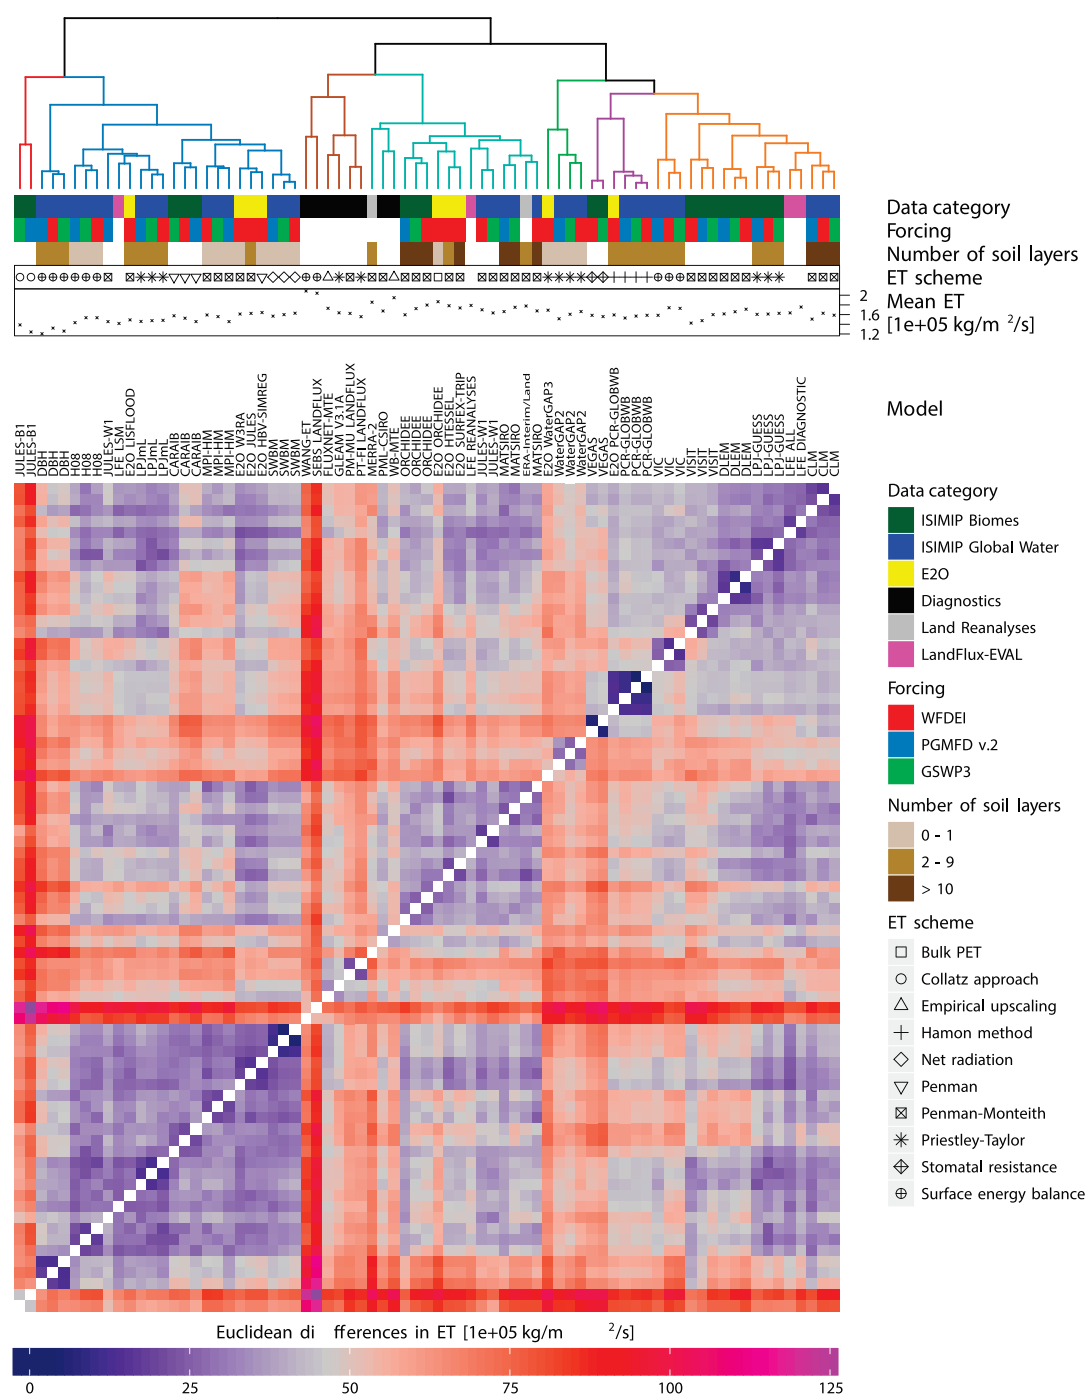 Data category
Forcing
Number of soil layers
ET scheme
Mean ET
[1e+05 kg/m 2/s]
2
1.6
1.2
JULES-B1
JULES-B1
DBH
DBH
DBH
H08
H08
H08
JULES-W1
LFE LSM
E2O LISFLOOD
LPJmL
LPJmL
LPJmL
CARAIB
CARAIB
CARAIB
MPI-HM
MPI-HM
MPI-HM
E2O W3RA
E2O JULES
E2O HBV-SIMREG
SWBM
SWBM
SWBM
WANG-ET
SEBS LANDFLUX
FLUXNET-MTE
GLEAM V3.1A
PM-MU LANDFLUX
PT-FI LANDFLUX
MERRA-2
PML-CSIRO
WB-MTE
ORCHIDEE
ORCHIDEE
ORCHIDEE
E2O ORCHIDEE
E2O HTESSEL
E2O SURFEX-TRIP
LFE REANALYSES
JULES-W1
JULES-W1
MATSIRO
MATSIRO
ERA-Interim/Land
MATSIRO
E2O WaterGAP3
WaterGAP2
WaterGAP2
WaterGAP2
VEGAS
VEGAS
E2O PCR-GLOBWB
PCR-GLOBWB
PCR-GLOBWB
PCR-GLOBWB
VIC
VIC
VIC
VISIT
VISIT
VISIT
DLEM
DLEM
DLEM
LPJ-GUESS
LPJ-GUESS
LPJ-GUESS
LFE ALL
LFE DIAGNOSTIC
CLM
CLM
CLM
Model
Data category
ISIMIP Biomes
ISIMIP Global Water
E2O
Diagnostics
Land Reanalyses
LandFlux-EVAL
Forcing
WFDEI
PGMFD v.2
GSWP3
Number of soil layers
0 - 1
2 - 9
> 10
ET scheme
Bulk PET
Collatz approach
Empirical upscaling
Hamon method
Net radiation
Penman
Penman-Monteith
Priestley-Taylor
Stomatal resistance
Surface energy balance
Euclidean di fferences in ET [1e+05 kg/m 2/s]
0 25 50 75 100 125